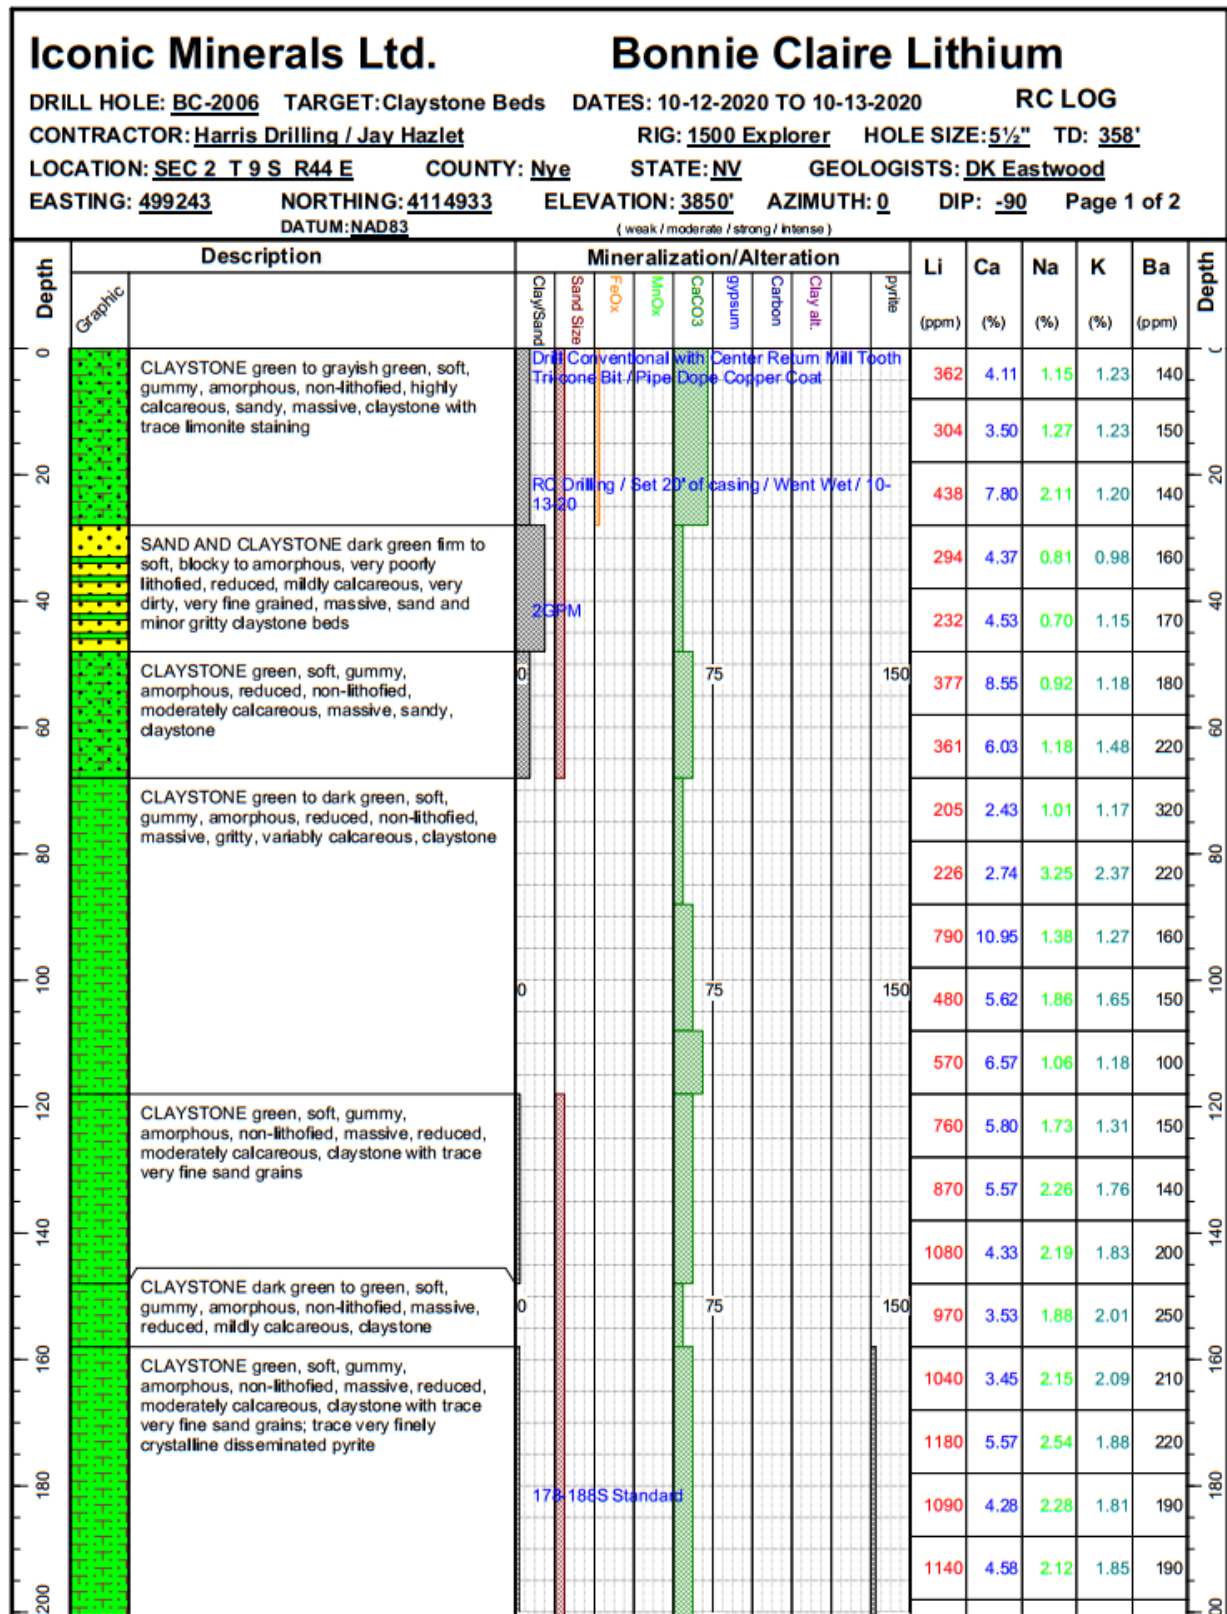 Iconic Minerals Ltd. Bonnie Claire Lithium
DRILL HOLE: BC-2006 TARGET:Claystone Beds DATES: 10-12-2020 TO 10-13-2020 RC LOG
CONTRACTOR: Harris Drilling / Jay Hazlet RIG: 1500 Explorer HOLE SIZE: 5½" TD: 358'
LOCATION: SEC 2 T 9 S R44 E COUNTY: Nye STATE: NV GEOLOGISTS: DK Eastwood
EASTING: 499243 NORTHING: 4114933 ELEVATION: 3850' AZIMUTH: 0 DIP: -90 Page 1 of 2
DATUM: NAD83 ( weak / moderate / strong / intense )
Depth Description Mineralization/Alteration Li Ca Na K Ba Depth
Graphic Clay/Sand Sand Size FeOx MnOx CaCO3 gypsum Carbon Clay alt. pyrite
(ppm) (%) (%) (%) (ppm)
0
CLAYSTONE green to grayish green, soft,
gummy, amorphous, non-lithofied, highly
calcareous, sandy, massive, claystone with
trace limonite staining
Drill Conventional with Center Return Mill Tooth
Tri-cone Bit / Pipe Dope Copper Coat
362 4.11 1.15 1.23 140
304 3.50 1.27 1.23 150
20 20
RC Drilling / Set 20' of casing / Went Wet / 10-
13-20
438 7.80 2.11 1.20 140
SAND AND CLAYSTONE dark green firm to
soft, blocky to amorphous, very poorly
lithofied, reduced, mildly calcareous, very
dirty, very fine grained, massive, sand and
minor gritty claystone beds
294 4.37 0.81 0.98 160
40 40
2GPM
232 4.53 0.70 1.15 170
CLAYSTONE green, soft, gummy,
amorphous, reduced, non-lithofied,
moderately calcareous, massive, sandy,
claystone
0 75 150
377 8.55 0.92 1.18 180
60 60
361 6.03 1.18 1.48 220
CLAYSTONE green to dark green, soft,
gummy, amorphous, reduced, non-lithofied,
massive, gritty, variably calcareous, claystone
205 2.43 1.01 1.17 320
80 80
226 2.74 3.25 2.37 220
790 10.95 1.38 1.27 160
100 100
0 75 150
480 5.62 1.86 1.65 150
570 6.57 1.06 1.18 100
120 120
CLAYSTONE green, soft, gummy,
amorphous, non-lithofied, massive, reduced,
moderately calcareous, claystone with trace
very fine sand grains
760 5.80 1.73 1.31 150
870 5.57 2.26 1.76 140
140 140
1080 4.33 2.19 1.83 200
CLAYSTONE dark green to green, soft,
gummy, amorphous, non-lithofied, massive,
reduced, mildly calcareous, claystone
0 75 150
970 3.53 1.88 2.01 250
160 160
CLAYSTONE green, soft, gummy,
amorphous, non-lithofied, massive, reduced,
moderately calcareous, claystone with trace
very fine sand grains; trace very finely
crystalline disseminated pyrite
1040 3.45 2.15 2.09 210
1180 5.57 2.54 1.88 220
180 180
178-188S Standard
1090 4.28 2.28 1.81 190
1140 4.58 2.12 1.85 190
200